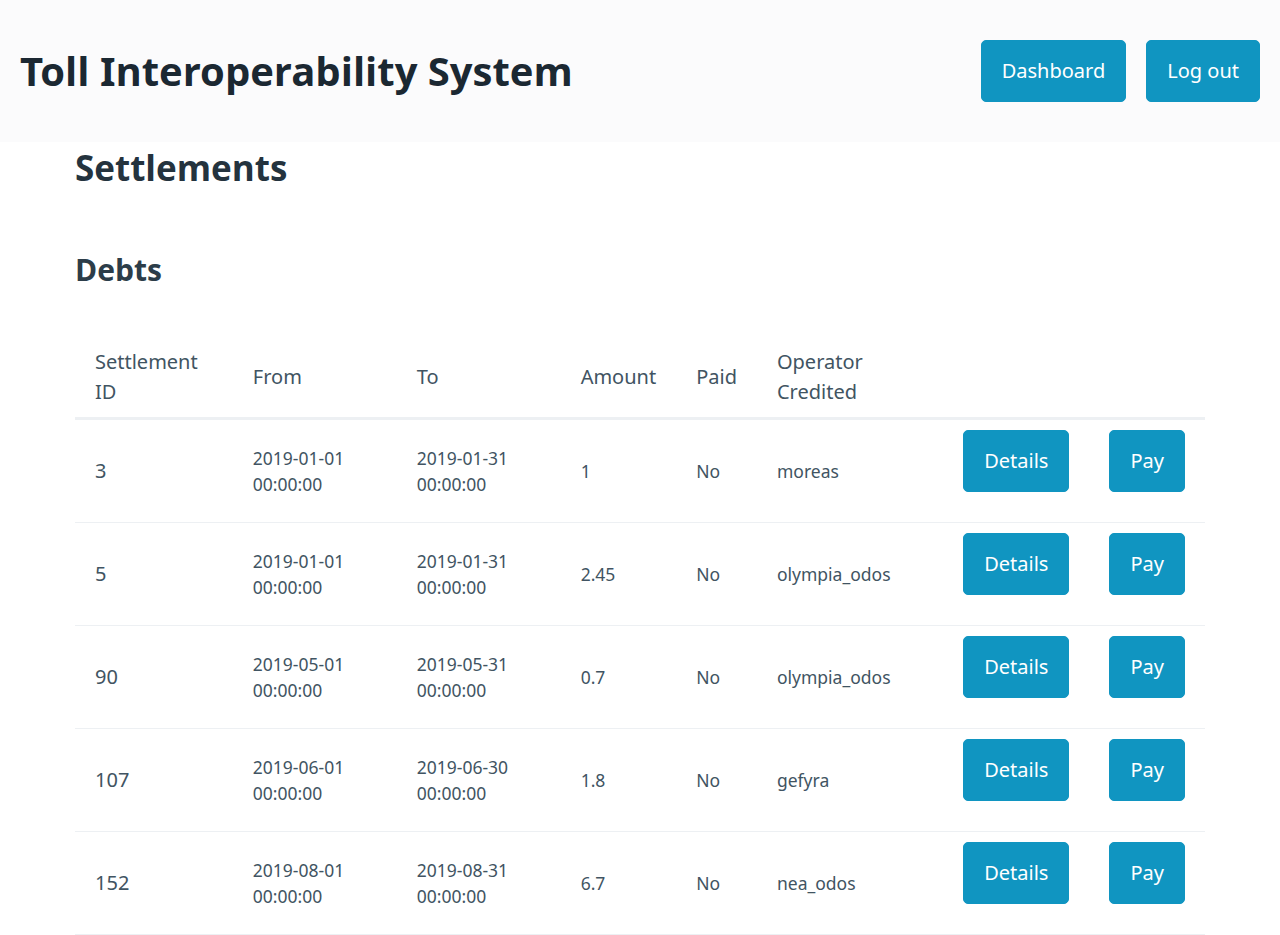 Toll Interoperability System
Dashboard
Log out
Settlements
Debts
Settlement ID From To Amount Paid Operator Credited
3 2019-01-01 00:00:00 2019-01-31 00:00:00 1 No moreas Details Pay
5 2019-01-01 00:00:00 2019-01-31 00:00:00 2.45 No olympia_odos Details Pay
90 2019-05-01 00:00:00 2019-05-31 00:00:00 0.7 No olympia_odos Details Pay
107 2019-06-01 00:00:00 2019-06-30 00:00:00 1.8 No gefyra Details Pay
152 2019-08-01 00:00:00 2019-08-31 00:00:00 6.7 No nea_odos Details Pay